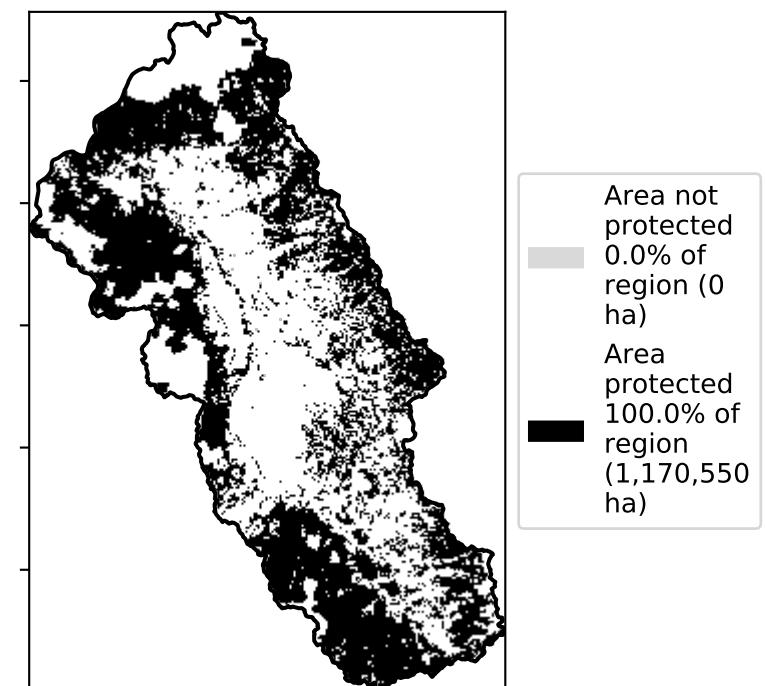 Area not
protected
0.0% of
region (0
ha)
Area
protected
100.0% of
region
(1,170,550
ha)